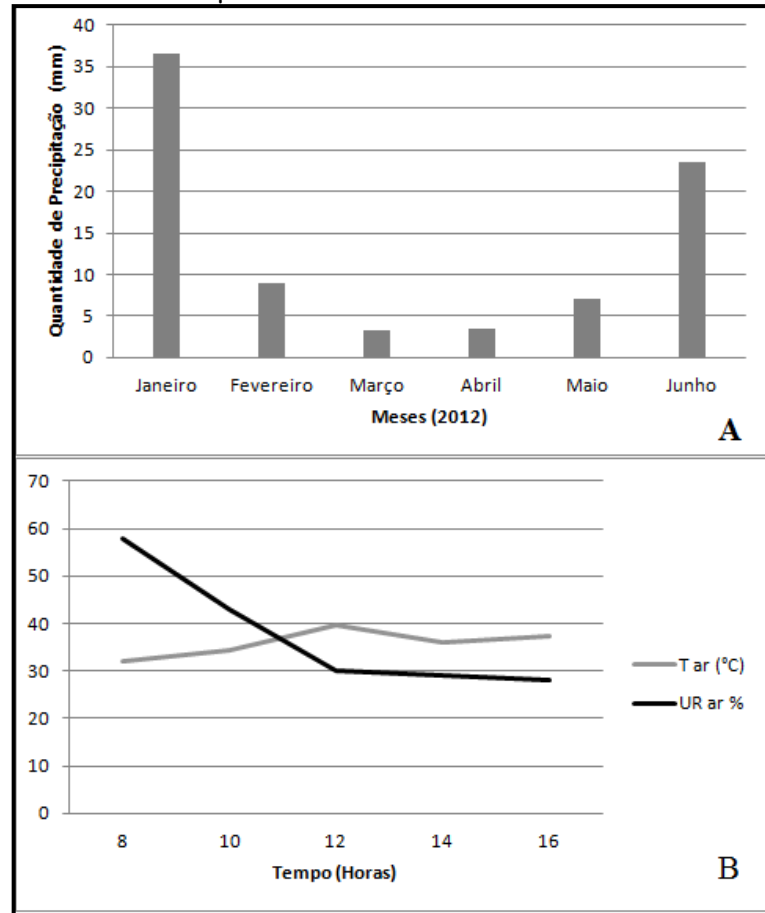 40
35
30
25
20
15
10
5
0
Quantidade de Precipitação (mm)
Janeiro Fevereiro Março Abril Maio Junho
Meses (2012)
A
70
60
50
40
30
20
10
0
T ar (°C)
UR ar %
8 10 12 14 16
Tempo (Horas)
B